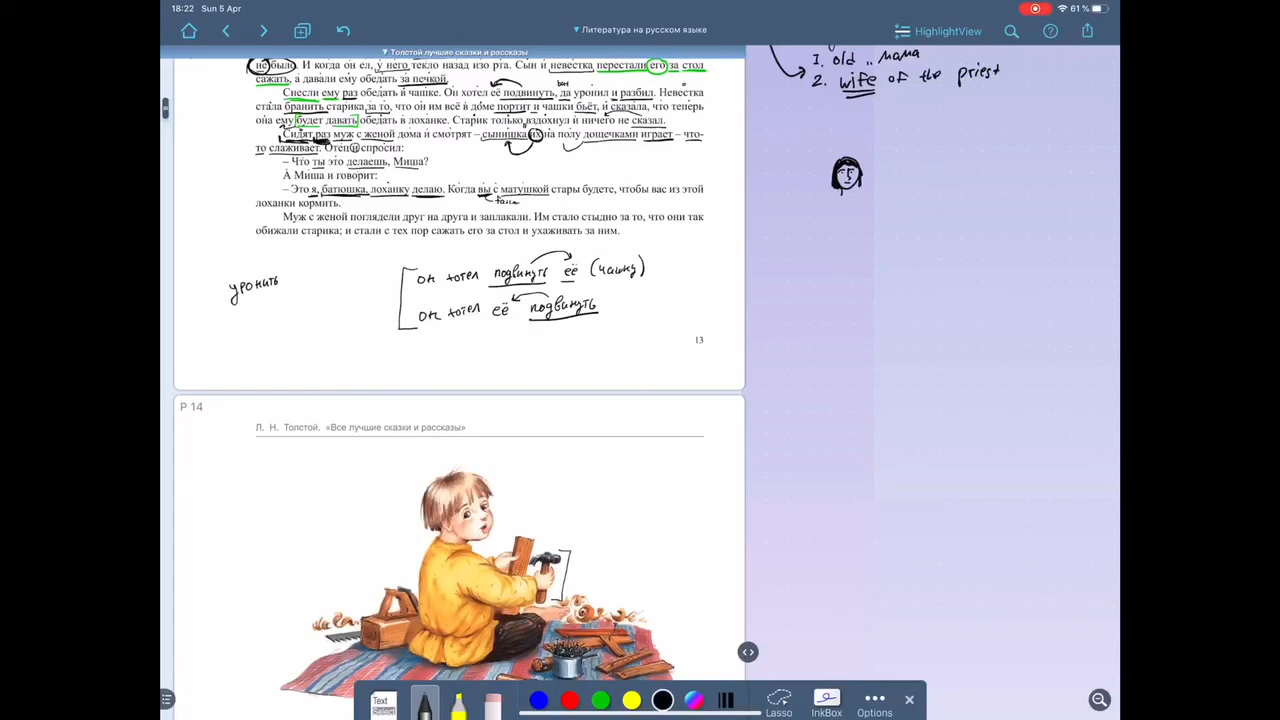 18:22 Sun 5 Apr
61 %
Литература на русском языке
HighlightView
Толстой лучшие сказки и рассказы
не было. И когда он ел, у него текло назад изо рта. Сын и невестка перестали его за стол
сажать, а давали ему обедать за печкой.
Снесли ему раз обедать в чашке. Он хотел её подвинуть, да уронил и разбил. Невестка
стала бранить старика за то, что он им всё в доме портит и чашки бьёт, и сказала, что теперь
она ему будет давать обедать в лоханке. Старик только вздохнул и ничего не сказал.
Сидят раз муж с женой дома и смотрят – сынишка их на полу дощечками играет – что-
то слаживает. Отец и спросил:
– Что ты это делаешь, Миша?
А Миша и говорит:
– Это я, батюшка, лоханку делаю. Когда вы с матушкой стары будете, чтобы вас из этой
лоханки кормить.
Муж с женой поглядели друг на друга и заплакали. Им стало стыдно за то, что они так
обижали старика; и стали с тех пор сажать его за стол и ухаживать за ним.
уронить
он хотел подвинуть её (чашку)
он хотел её подвинуть
13
1. old „ мама
2. wife of the priest
P 14
Л. Н. Толстой. «Все лучшие сказки и рассказы»
Text
Select
Lasso
InkBox
Options